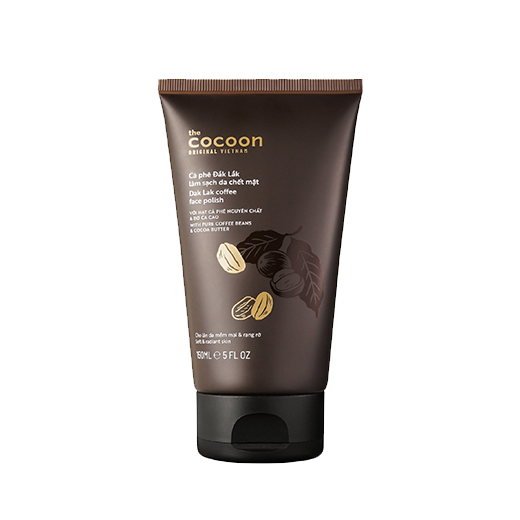 the
cocoon
ORIGINAL VIETNAM
Cà phê Đắk Lắk
làm sạch da chết mặt
Dak Lak coffee
face polish
VỚI HẠT CÀ PHÊ NGUYÊN CHẤT
& BƠ CA CAO
WITH PURE COFFEE BEANS
& COCOA BUTTER
Cho làn da mềm mại & rạng rỡ
Soft & radiant skin
150ML ℮ 5 FL OZ